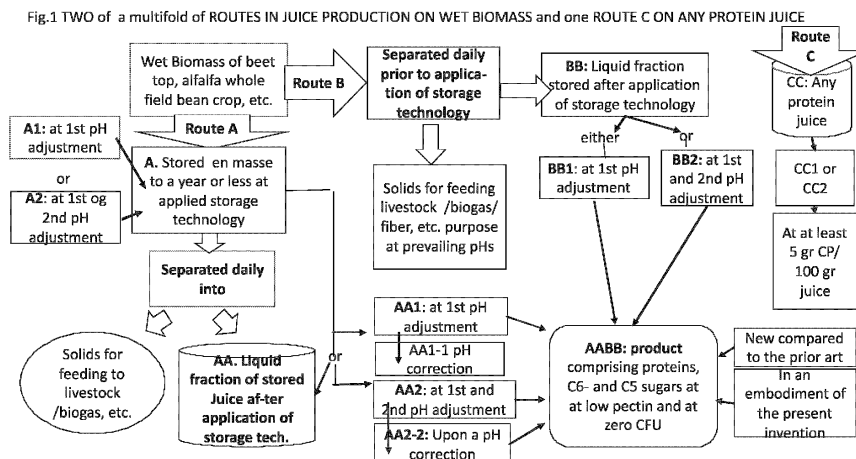 Fig.1 TWO of a multifold of ROUTES IN JUICE PRODUCTION ON WET BIOMASS and one ROUTE C ON ANY PROTEIN JUICE
Wet Biomass of beet
top, alfalfa whole
field bean crop, etc.
Route B
Separated daily
prior to applica-
tion of storage
technology
BB: Liquid fraction
stored after application
of storage technology
Route
C
CC: Any
protein
juice
Route A
A1: at 1st pH
adjustment
or
A2: at 1st og
2nd pH
adjustment
A. Stored en masse
to a year or less at
applied storage
technology
either
or
BB1: at 1st pH
adjustment
BB2: at 1st
and 2nd pH
adjustment
CC1 or
CC2
Solids for feeding
livestock /biogas/
fiber, etc. purpose
at prevailing pHs
At at least
5 gr CP/
100 gr
juice
Separated daily
into
Solids for
feeding to
livestock
/biogas, etc.
AA. Liquid
fraction of stored
Juice af-ter
application of
storage tech.
or
AA1: at 1st pH
adjustment
AA1-1 pH
correction
AA2: at 1st and
2nd pH adjustment
AA2-2: Upon a pH
correction
AABB: product
comprising proteins,
C6- and C5 sugars at
at low pectin and at
zero CFU
New compared
to the prior art
In an
embodiment of
the present
invention